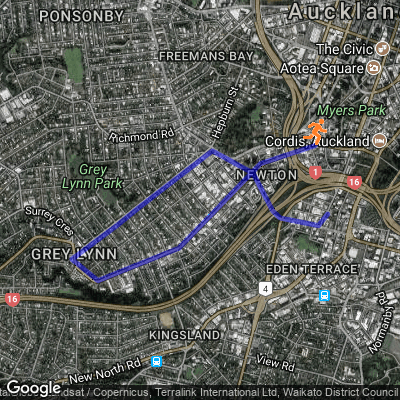 PONSONBY
Aucklan
The Civic
Aotea Square
FREEMANS BAY
Hepburn St
Myers Park
Richmond Rd
Cordis, Auckland
Grey
Lynn Park
NEWTON
1
16
Surrey Cres
GREY LYNN
EDEN TERRACE
16
4
Normanby
Rd
KINGSLAND
New North Rd
View Rd
Google
dsat / Copernicus, Terralink International Ltd, Waikato District Council